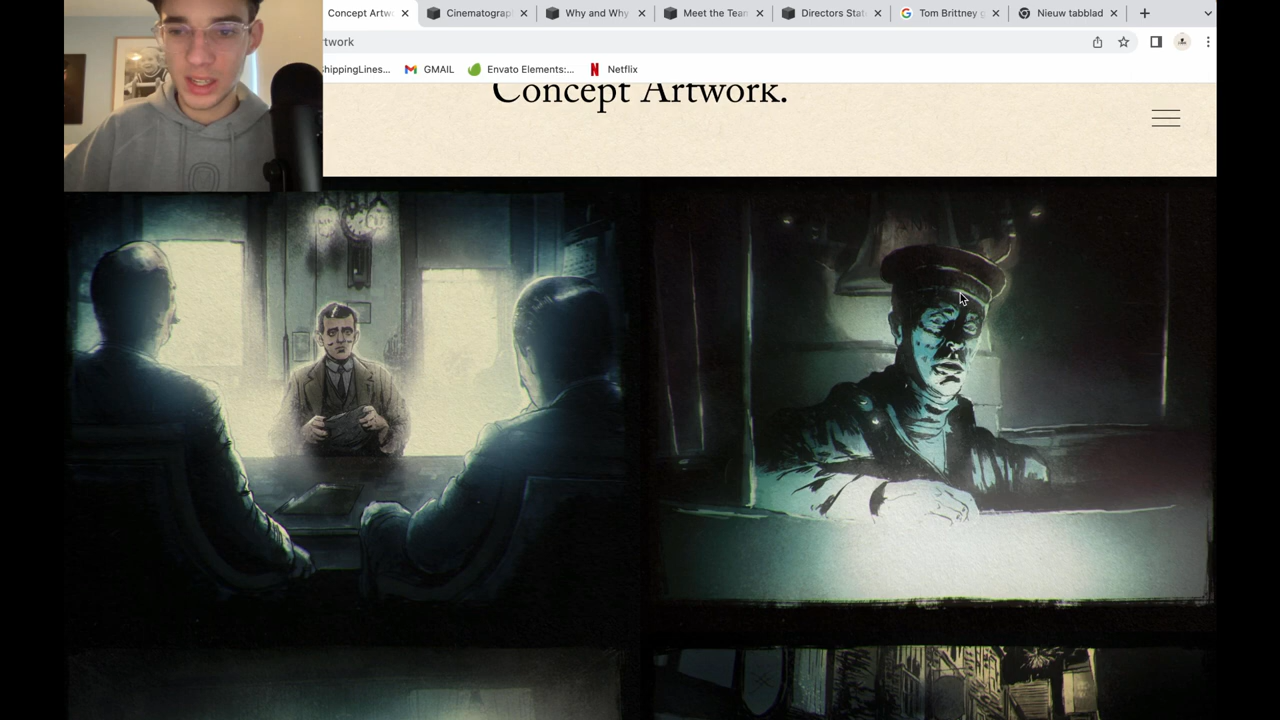 Concept Artw
Cinematograp
Why and Why
Meet the Tean
Directors Stat
Tom Brittney g
Nieuw tabblad
twork
ShippingLines...
GMAIL
Envato Elements:...
Netflix
Concept Artwork.